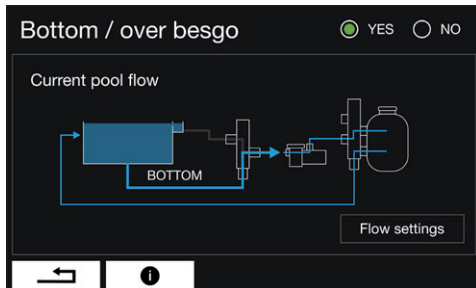 Bottom / over besgo
YES
NO
Current pool flow
BOTTOM
Flow settings